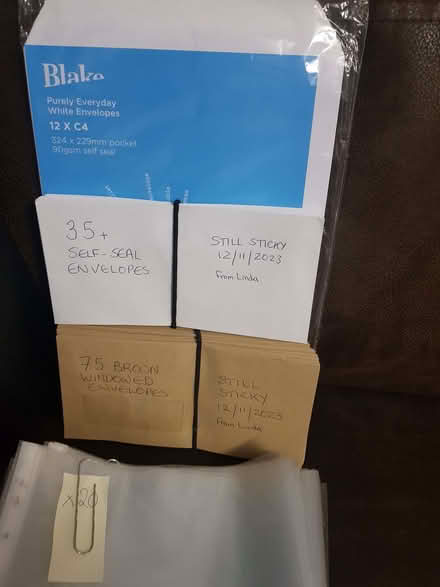 Blake
Purely Everyday
White Envelopes
12 X C4
324 x 229mm pocket
90gsm self seal
35+
SELF-SEAL
ENVELOPES
STILL STICKY
12/11/2023
From Linda
75 BROWN
WINDOWED
ENVELOPES
STILL
STICKY
12/11/2023
From Linda
x20